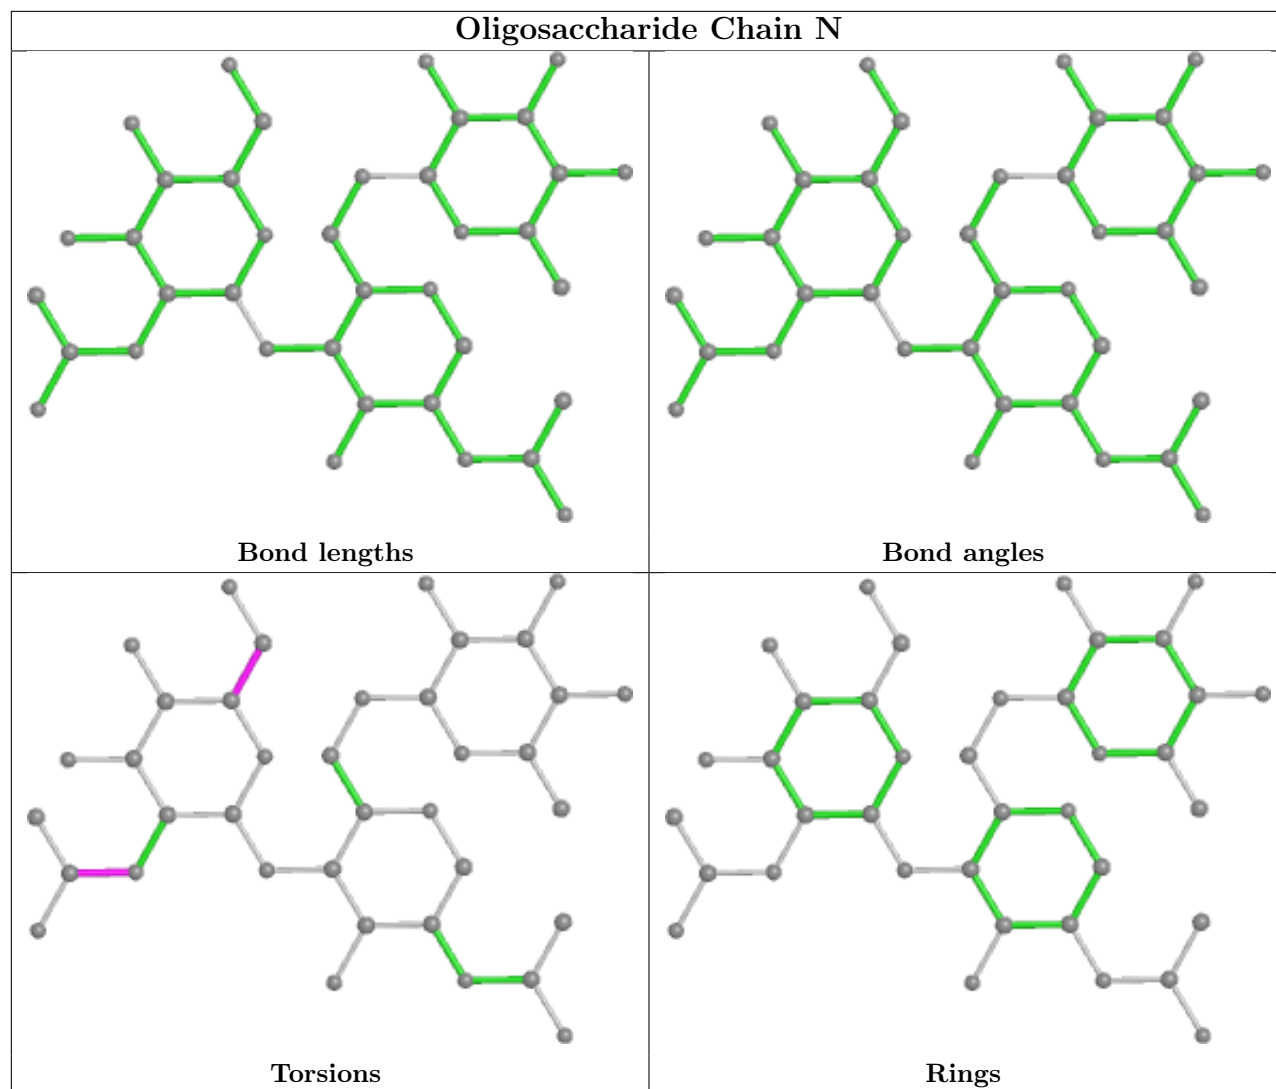 Oligosaccharide Chain N
Bond lengths
Bond angles
Torsions
Rings